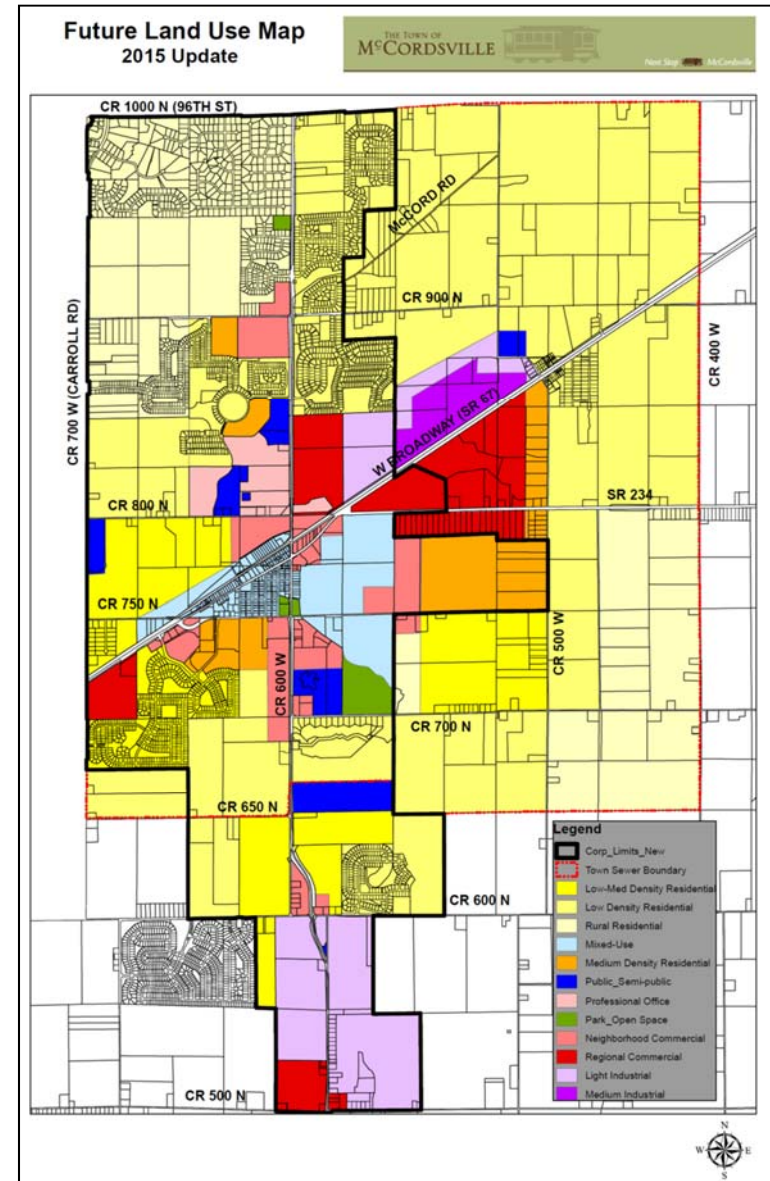 Future Land Use Map
2015 Update
THE TOWN OF
McCORDSVILLE
Next Stop McCordsville
CR 1000 N (96TH ST)
McCORD RD
CR 900 N
CR 700 W (CARROLL RD)
CR 400 W
W BROADWAY (SR 67)
CR 800 N
SR 234
CR 750 N
CR 600 W
CR 500 W
CR 700 N
CR 650 N
CR 600 N
CR 500 N
Legend
Corp_Limits_New
Town Sewer Boundary
Low-Med Density Residential
Low Density Residential
Rural Residential
Mixed-Use
Medium Density Residential
Public_Semi-public
Professional Office
Park_Open Space
Neighborhood Commercial
Regional Commercial
Light Industrial
Medium Industrial
N
W E
S